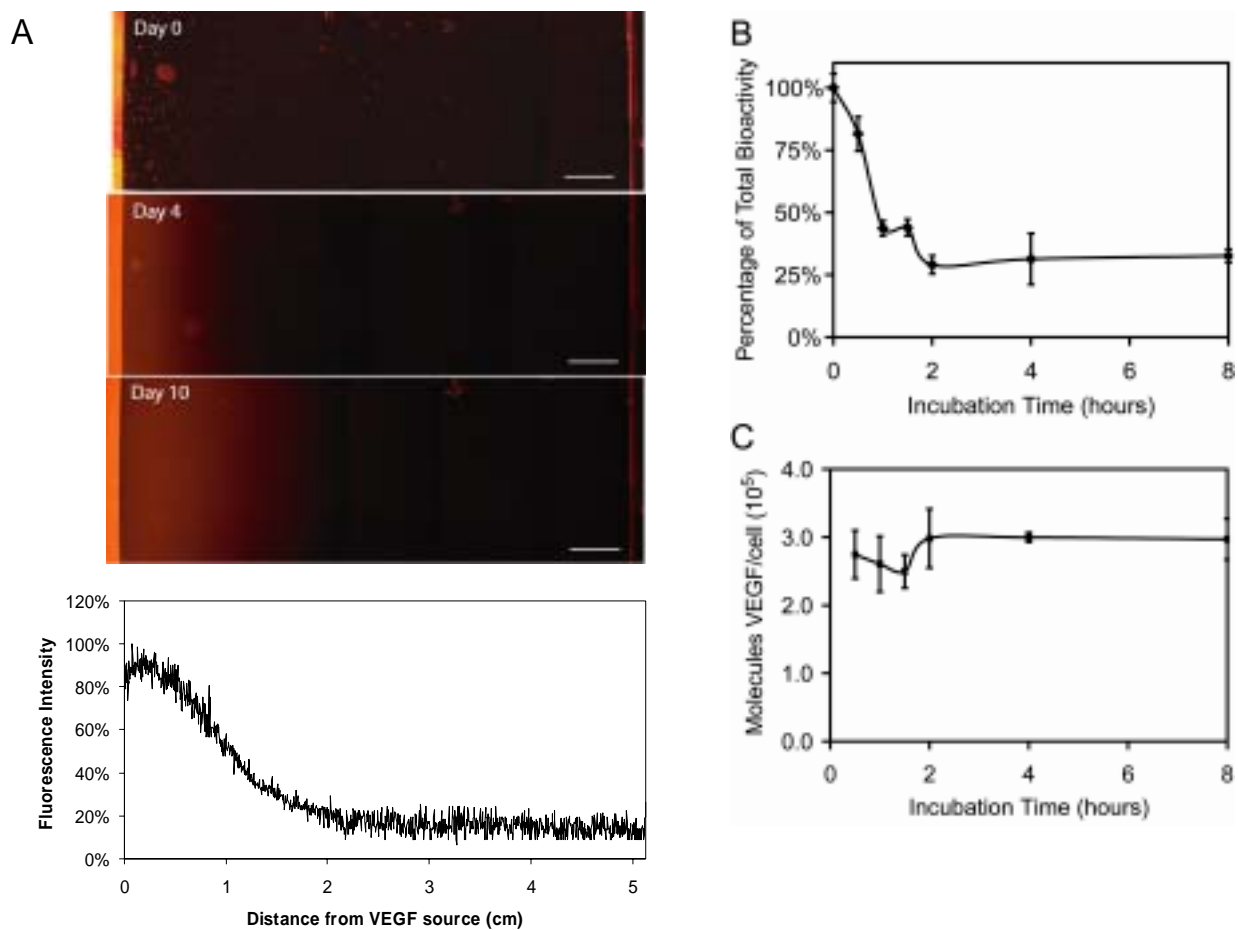 A
Day 0
Day 4
Day 10
120%
100%
80%
60%
40%
20%
0%
Fluorescence Intensity
0 1 2 3 4 5
Distance from VEGF source (cm)
B
100%
75%
50%
25%
0%
Percentage of Total Bioactivity
0 2 4 6 8
Incubation Time (hours)
C
4.0
3.0
2.0
1.0
0.0
Molecules VEGF/cell (10⁵)
0 2 4 6 8
Incubation Time (hours)